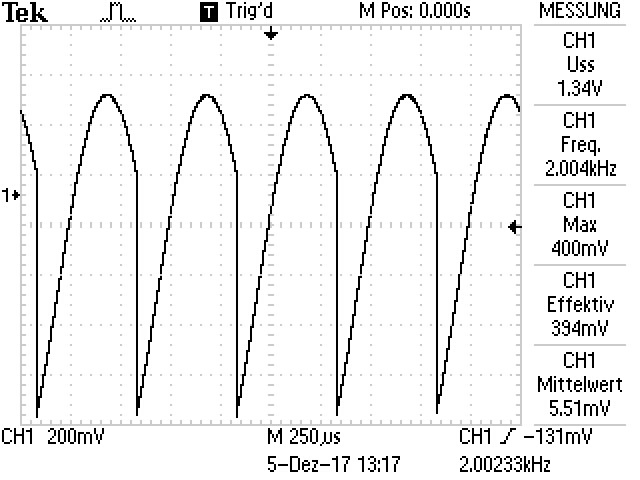 Tek T Trig'd M Pos: 0.000s MESSUNG
CH1
Uss
1.34V
CH1
Freq.
2.004kHz
1
CH1
Max
400mV
CH1
Effektiv
394mV
CH1
Mittelwert
5.51mV
CH1 200mV M 250µs CH1 -131mV
5-Dez-17 13:17 2.00233kHz